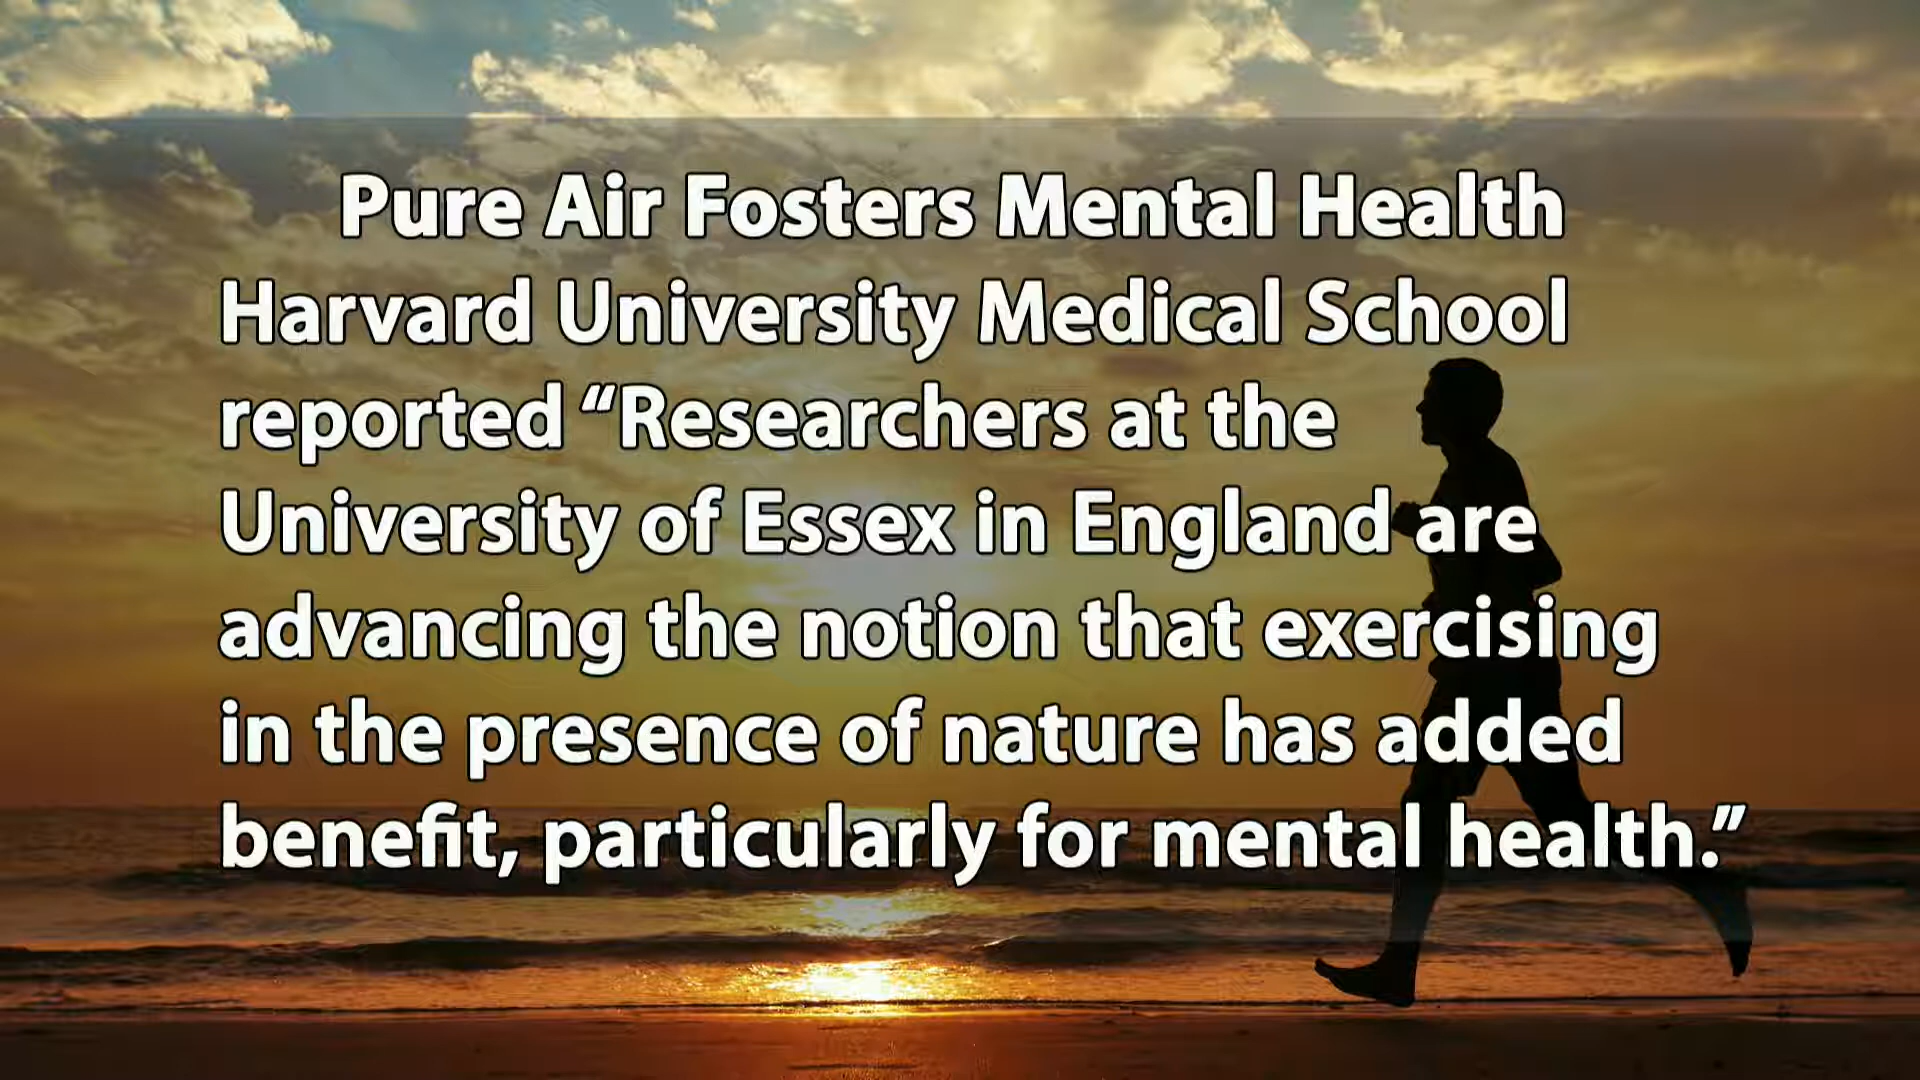 Pure Air Fosters Mental Health
Harvard University Medical School
reported “Researchers at the
University of Essex in England are
advancing the notion that exercising
in the presence of nature has added
benefit, particularly for mental health.”